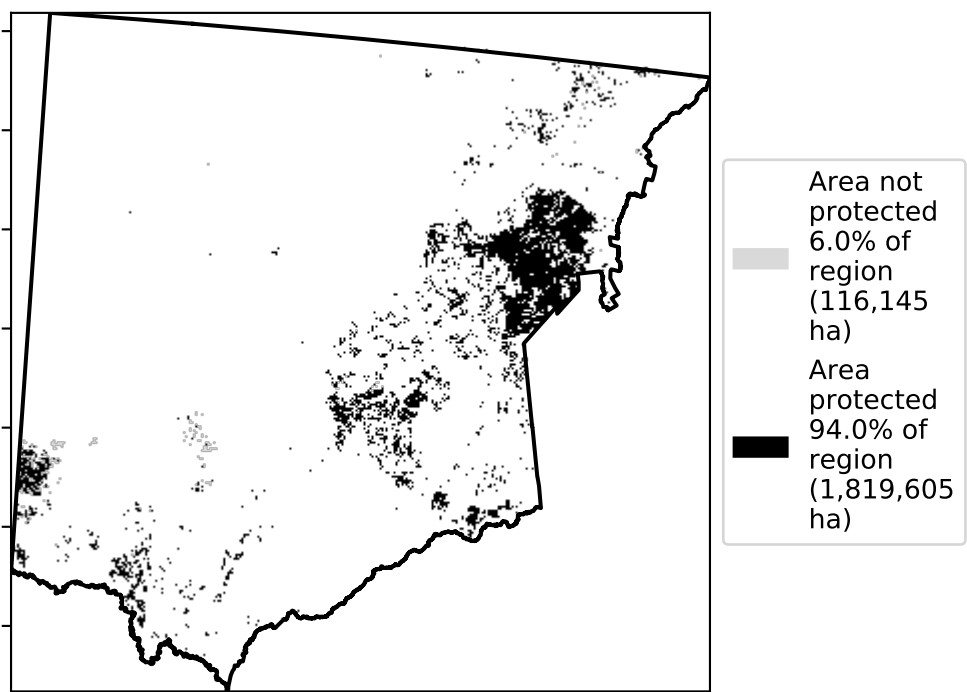 Area not
protected
6.0% of
region
(116,145
ha)
Area
protected
94.0% of
region
(1,819,605
ha)